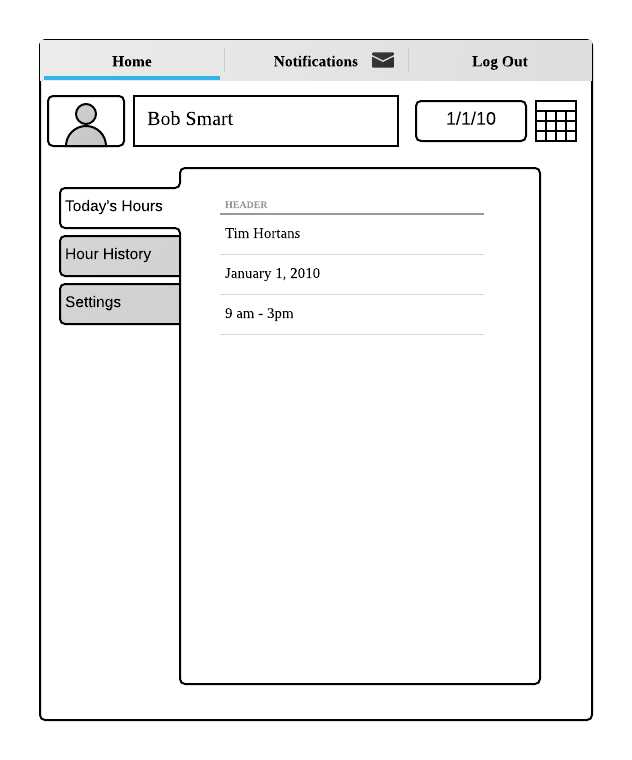 Home
Notifications
Log Out
Bob Smart
1/1/10
Today's Hours
Hour History
Settings
HEADER
Tim Hortans
January 1, 2010
9 am - 3pm